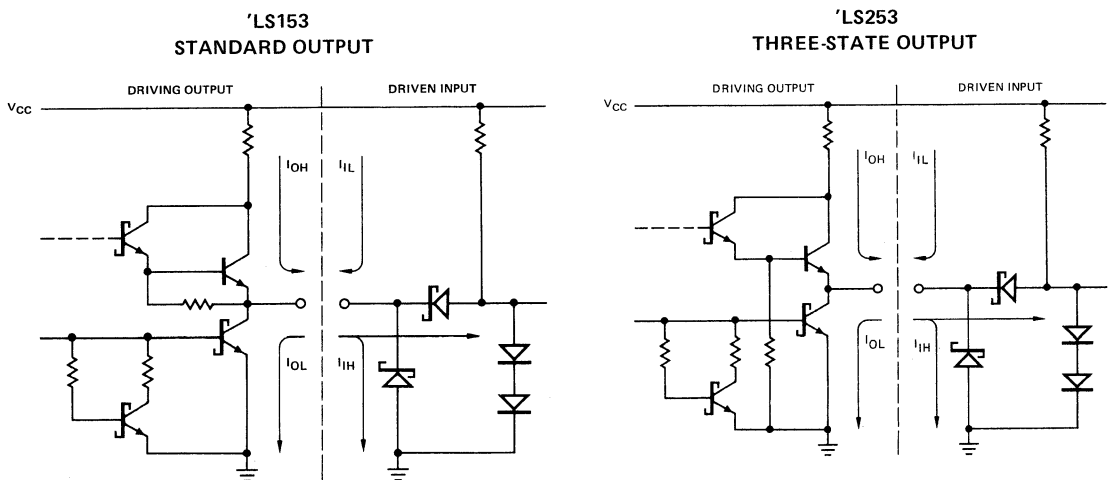 'LS153
STANDARD OUTPUT
DRIVING OUTPUT
DRIVEN INPUT
VCC
IOH
IIL
IOL
IIH
'LS253
THREE-STATE OUTPUT
DRIVING OUTPUT
DRIVEN INPUT
VCC
IOH
IIL
IOL
IIH